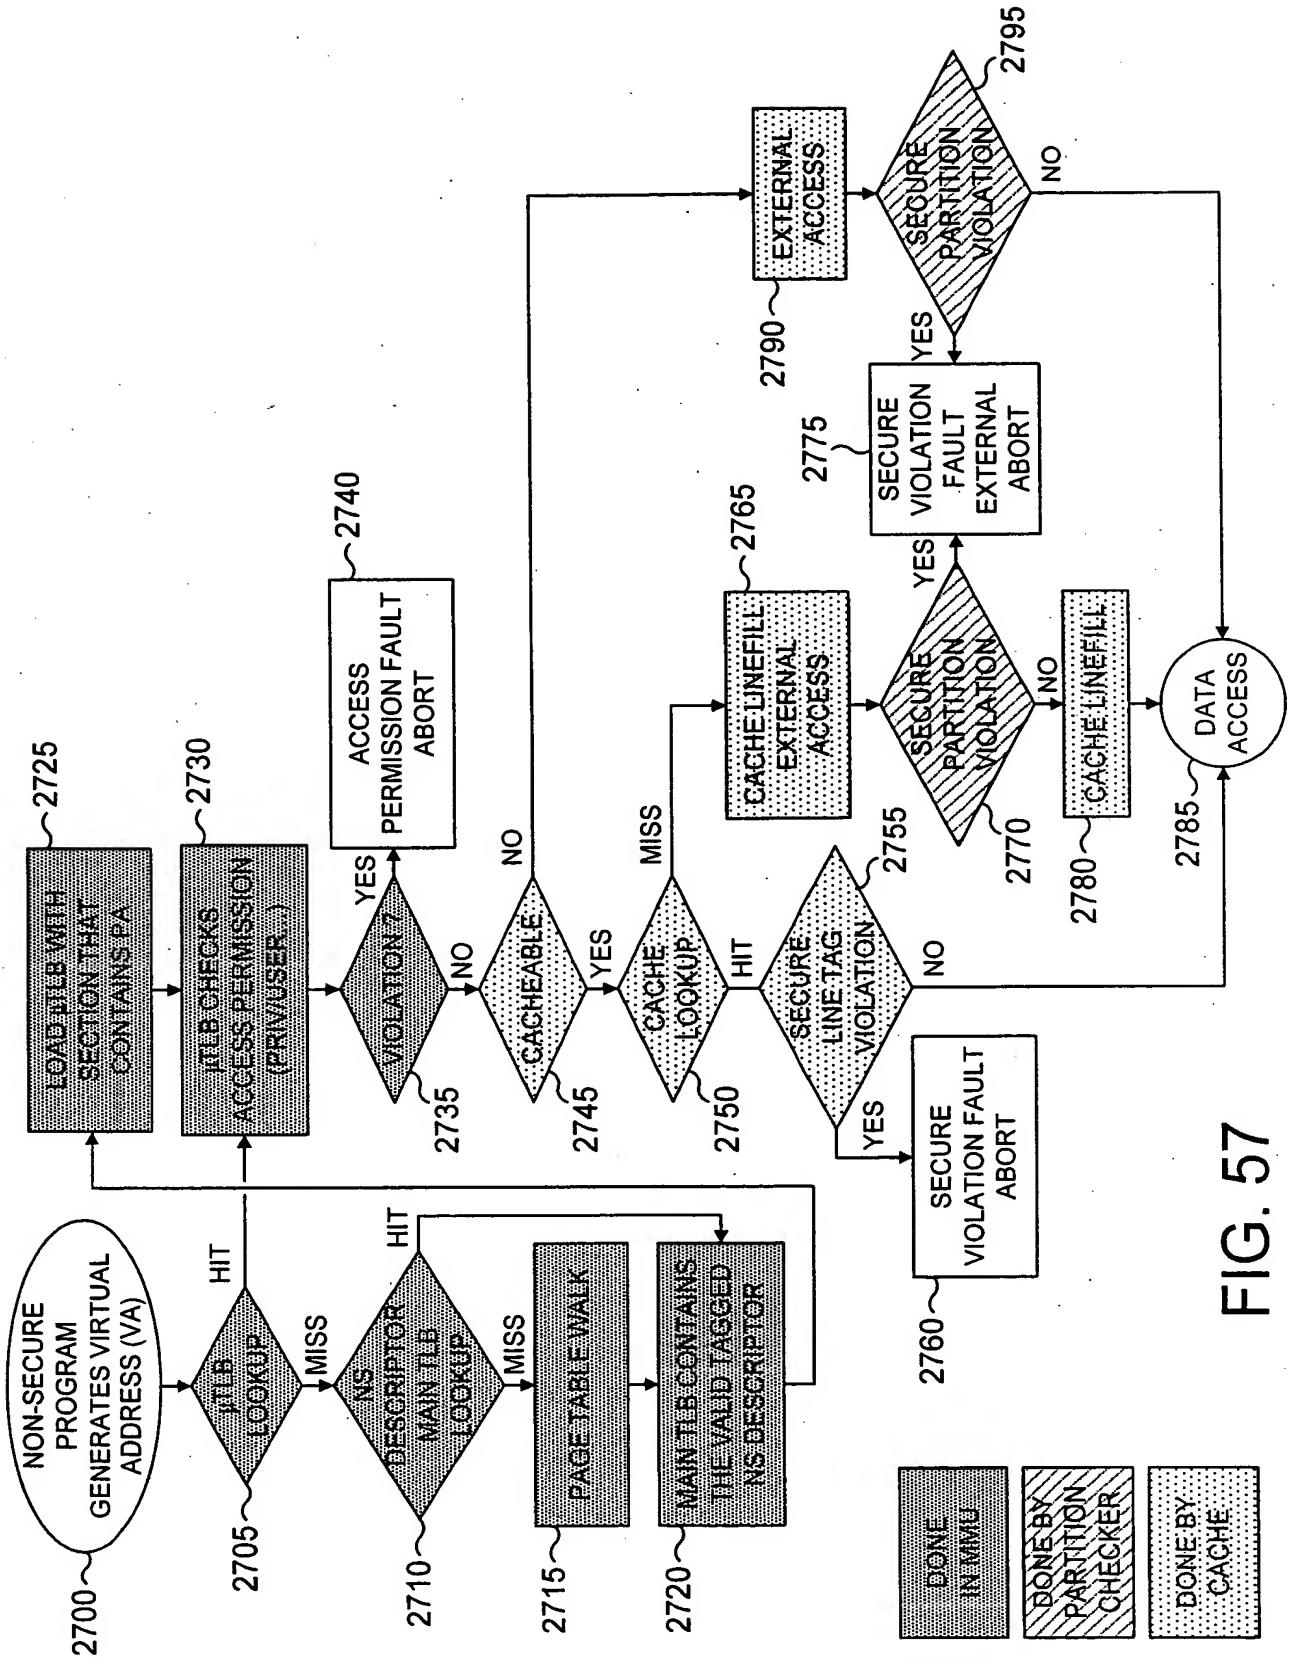 2700
NON-SECURE
PROGRAM
GENERATES VIRTUAL
ADDRESS (VA)
2705
µTLB
LOOKUP
HIT
MISS
2710
NS
DESCRIPTOR
MAIN TLB
LOOKUP
HIT
MISS
2715
PAGE TABLE WALK
2720
MAIN TLB CONTAINS
THE VALID TAGGED
NS DESCRIPTOR
2725
LOAD µTLB WITH
SECTION THAT
CONTAINS PA
2730
µTLB CHECKS
ACCESS PERMISSION
(PRIV/USER...)
2735
VIOLATION ?
YES
NO
2740
ACCESS
PERMISSION FAULT
ABORT
2745
CACHEABLE
NO
YES
2750
CACHE
LOOKUP
MISS
HIT
2755
SECURE
LINE TAG
VIOLATION
YES
NO
2760
SECURE
VIOLATION FAULT
ABORT
2765
CACHE LINEFILL
EXTERNAL
ACCESS
2770
SECURE
PARTITION
VIOLATION
YES
NO
2775
SECURE
VIOLATION
FAULT
EXTERNAL
ABORT
2780
CACHE LINEFILL
2785
DATA
ACCESS
2790
EXTERNAL
ACCESS
2795
SECURE
PARTITION
VIOLATION
YES
NO
DONE
IN MMU
DONE BY
PARTITION
CHECKER
DONE BY
CACHE
FIG. 57